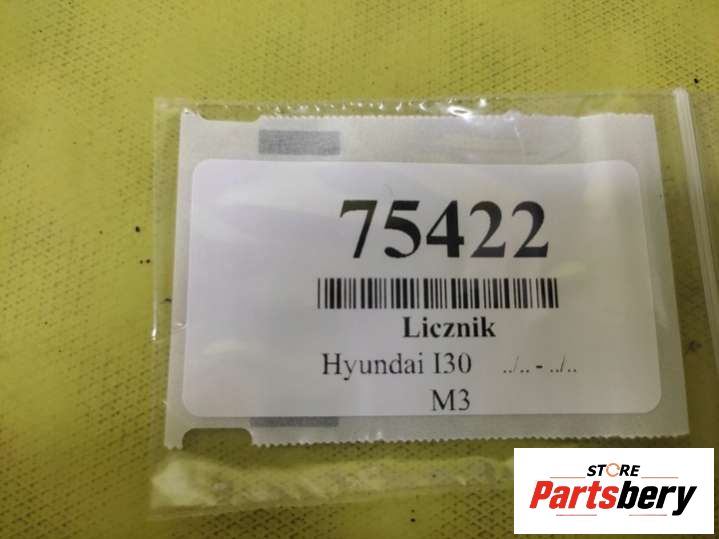 75422
Licznik
Hyundai I30 ../.. - ../..
M3
STORE
Partsbery